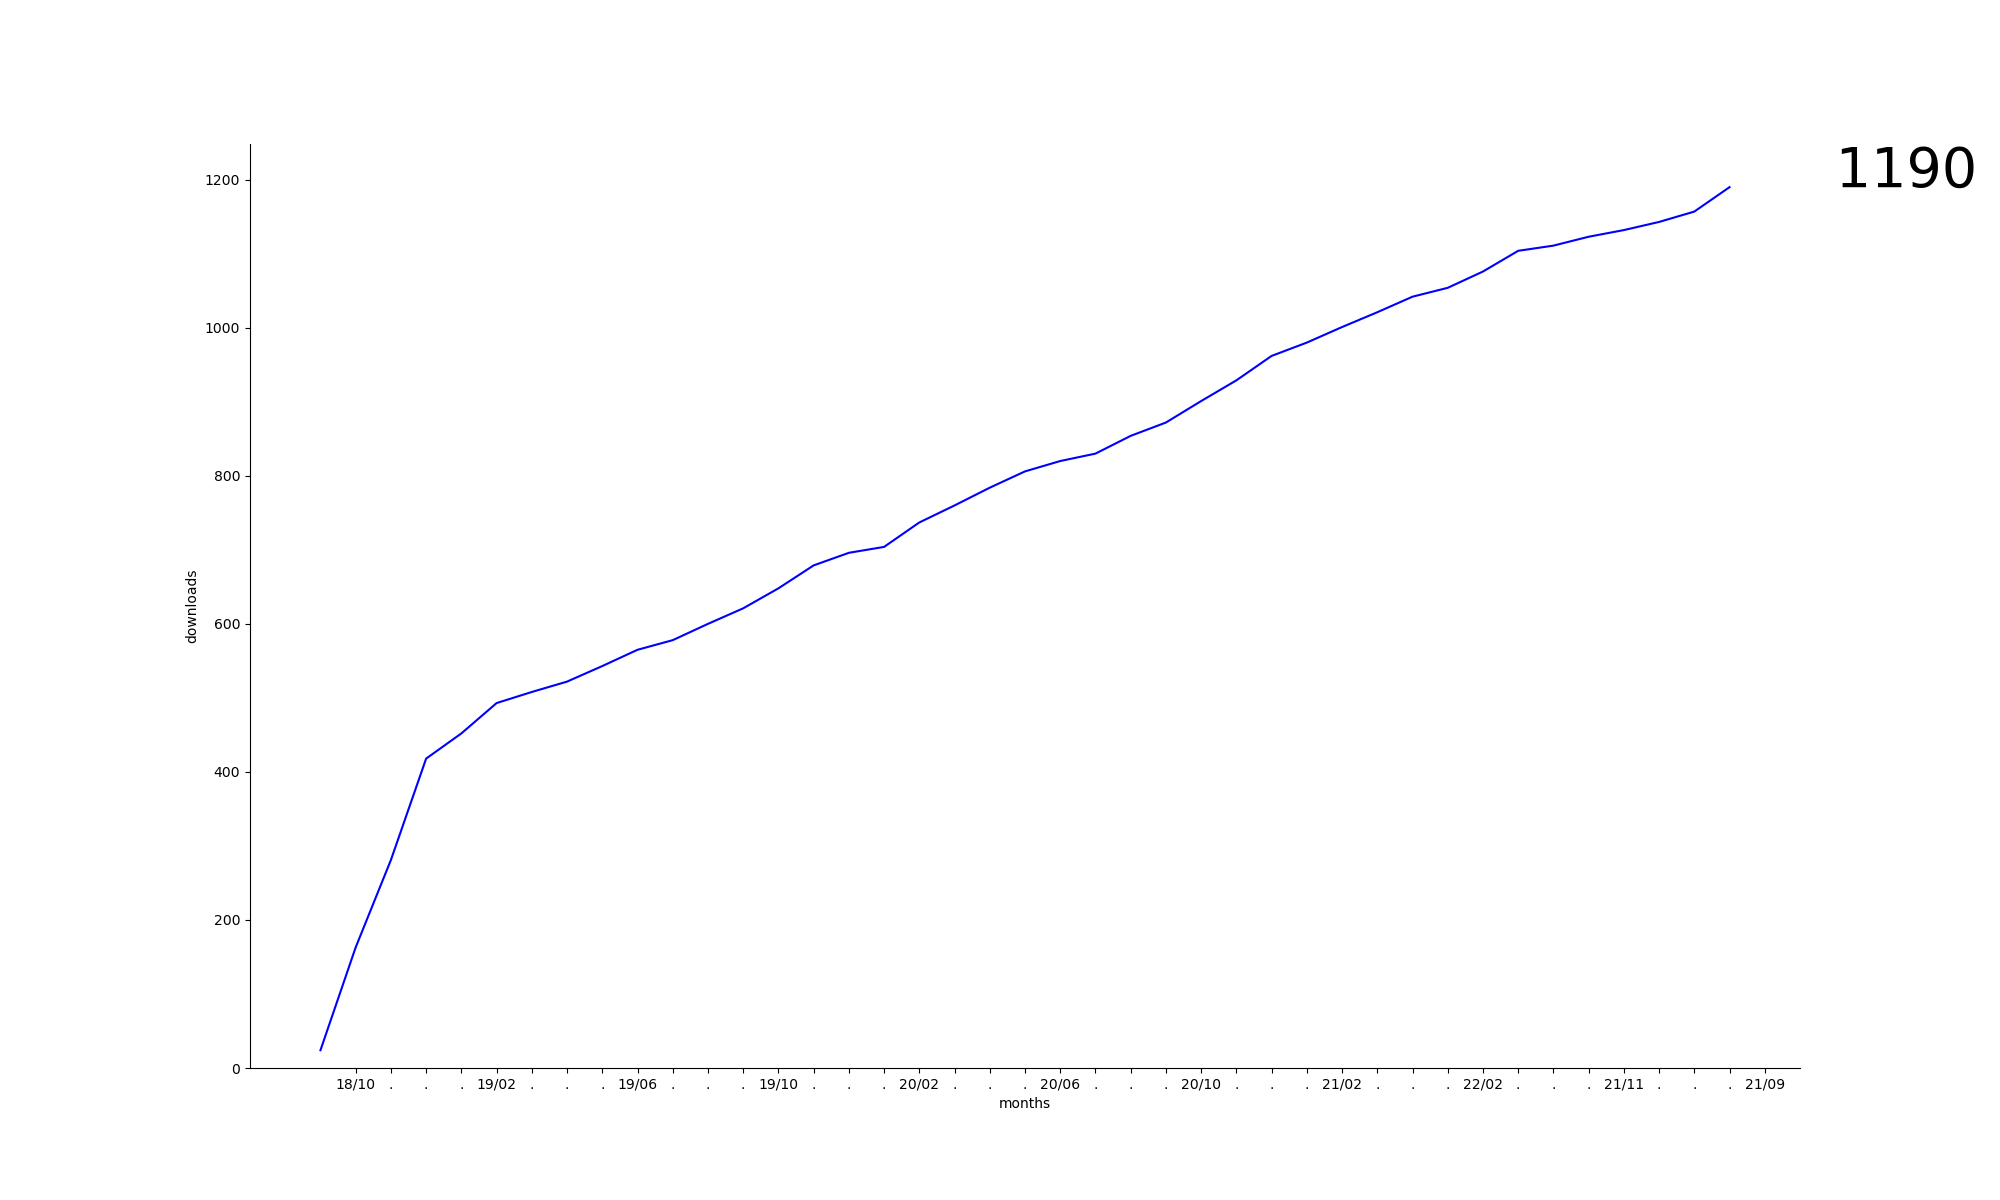 1190
1200
1000
800
600
400
200
0
downloads
18/10 . . . 19/02 . . . 19/06 . . . 19/10 . . . 20/02 . . . 20/06 . . . 20/10 . . . 21/02 . . . 22/02 . . . 21/11 . . . 21/09
months